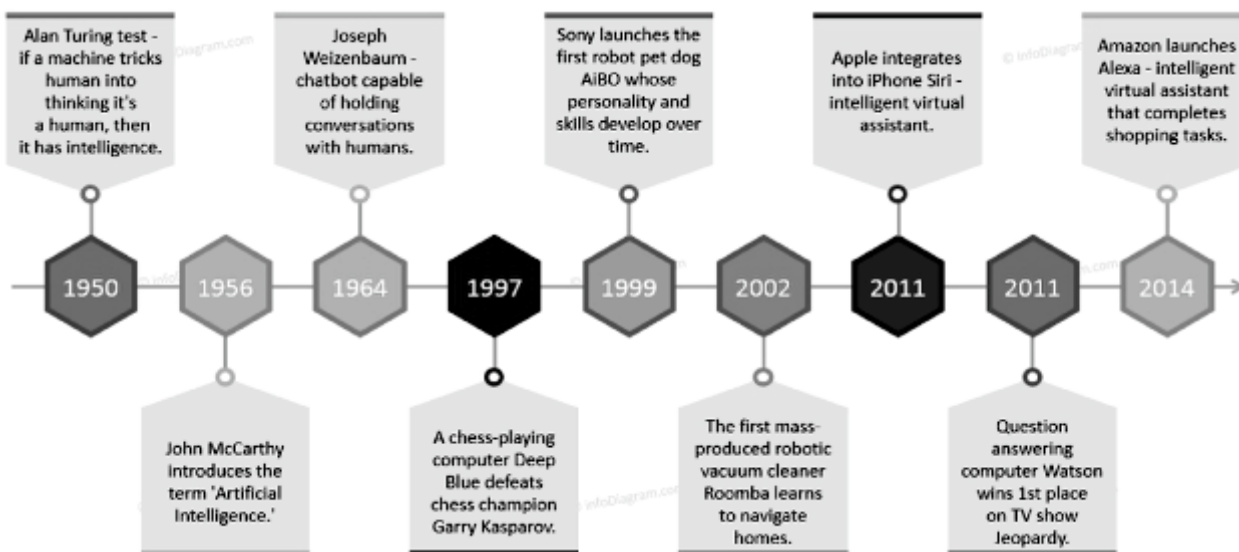 Alan Turing test -
if a machine tricks
human into
thinking it's
a human, then
it has intelligence.
Joseph
Weizenbaum -
chatbot capable
of holding
conversations
with humans.
Sony launches the
first robot pet dog
AiBO whose
personality and
skills develop over
time.
Apple integrates
into iPhone Siri -
intelligent virtual
assistant.
Amazon launches
Alexa - intelligent
virtual assistant
that completes
shopping tasks.
1950
1956
1964
1997
1999
2002
2011
2011
2014
John McCarthy
introduces the
term 'Artificial
Intelligence.'
A chess-playing
computer Deep
Blue defeats
chess champion
Garry Kasparov.
The first mass-
produced robotic
vacuum cleaner
Roomba learns
to navigate
homes.
Question
answering
computer Watson
wins 1st place
on TV show
Jeopardy.